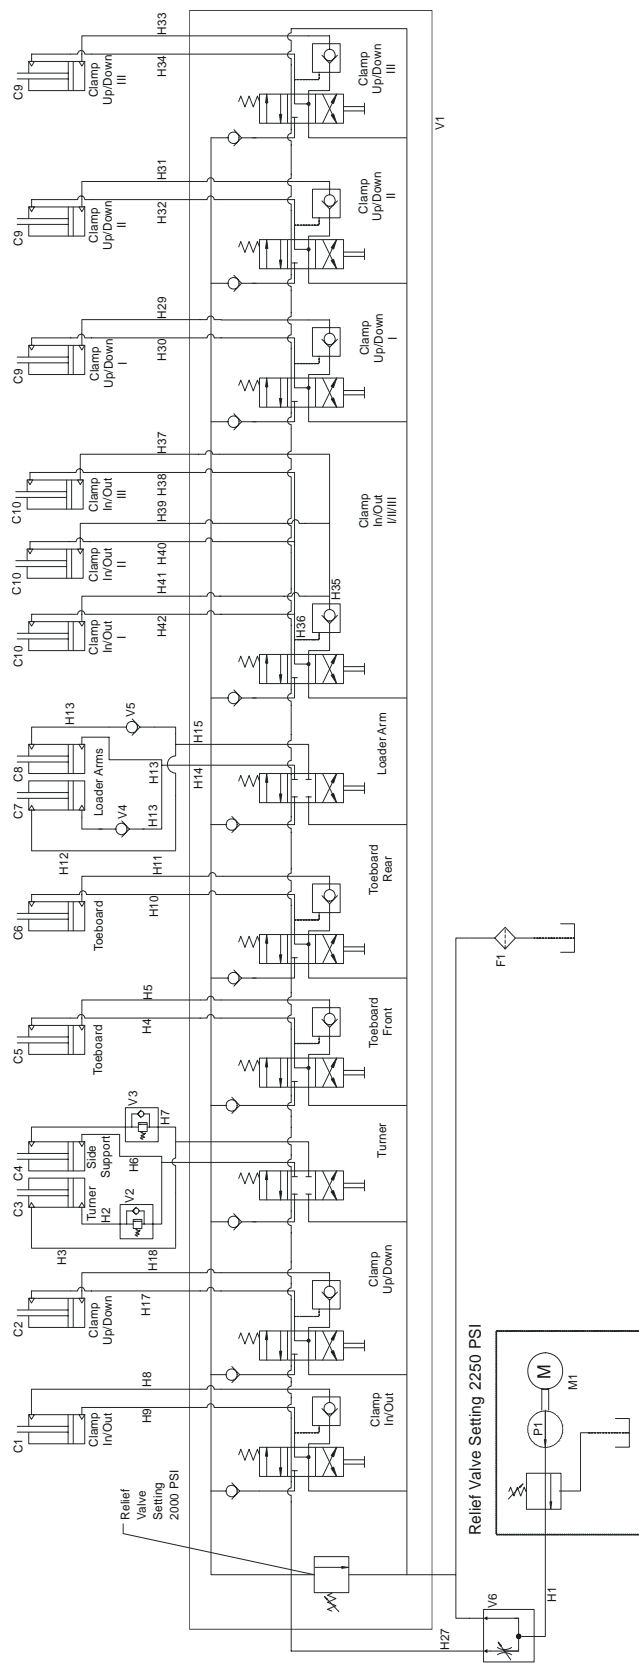 H33
H34
C9
Clamp
Up/Down
III
Clamp
Up/Down
III
V1
H31
H32
C9
Clamp
Up/Down
II
Clamp
Up/Down
II
H29
H30
C9
Clamp
Up/Down
I
Clamp
Up/Down
I
H37
H38
C10
Clamp
In/Out
III
H39
H40
C10
Clamp
In/Out
II
H41
H42
C10
Clamp
In/Out
I
H35
H36
Clamp
In/Out
I/II/III
H13
V5
C8
C7
Loader Arms
H13
V4
H13
H15
H14
H12
H11
Loader Arm
C6
Toeboard
H10
Toeboard
Rear
C5
Toeboard
H5
H4
Toeboard
Front
V3
H7
C4
Side
Support
H6
C3
Turner
H2
V2
H3
H18
Turner
C2
Clamp
Up/Down
H17
Clamp
Up/Down
C1
Clamp
In/Out
H8
H9
Clamp
In/Out
Relief
Valve
Setting
2000 PSI
F1
Relief Valve Setting 2250 PSI
M
M1
P1
V6
H1
H27